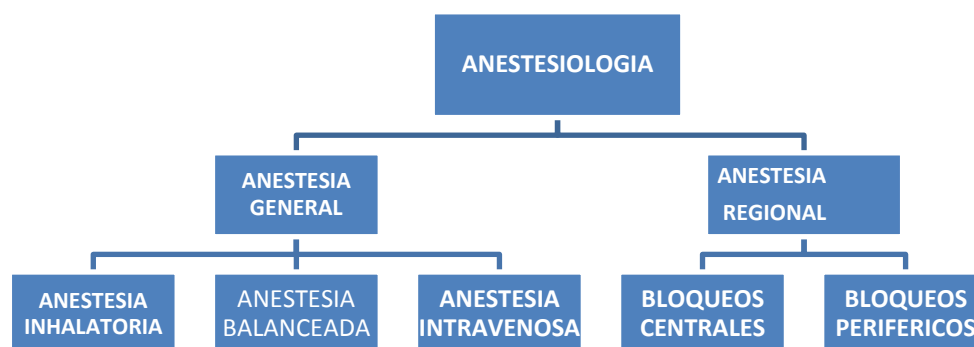 ANESTESIOLOGIA
ANESTESIA
GENERAL
ANESTESIA
REGIONAL
ANESTESIA
INHALATORIA
ANESTESIA
BALANCEADA
ANESTESIA
INTRAVENOSA
BLOQUEOS
CENTRALES
BLOQUEOS
PERIFERICOS